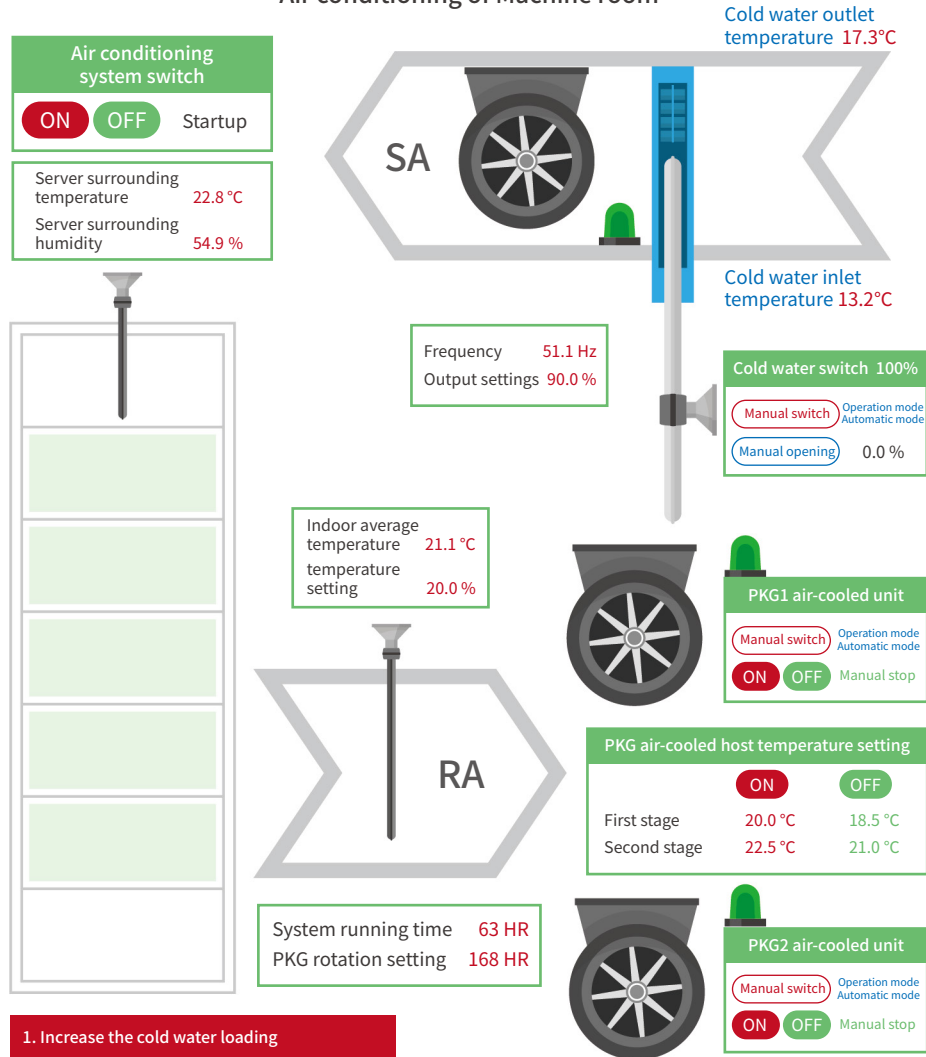 Air conditioning of Machine room
Cold water outlet
temperature 17.3°C
Air conditioning
system switch
ON OFF Startup
SA
Server surrounding
temperature 22.8 °C
Server surrounding
humidity 54.9 %
Cold water inlet
temperature 13.2°C
Frequency 51.1 Hz
Output settings 90.0 %
Cold water switch 100%
Manual switch Operation mode
Automatic mode
Manual opening 0.0 %
Indoor average
temperature 21.1 °C
temperature
setting 20.0 %
PKG1 air-cooled unit
Manual switch Operation mode
Automatic mode
ON OFF Manual stop
RA
PKG air-cooled host temperature setting
ON OFF
First stage 20.0 °C 18.5 °C
Second stage 22.5 °C 21.0 °C
System running time 63 HR
PKG rotation setting 168 HR
PKG2 air-cooled unit
Manual switch Operation mode
Automatic mode
ON OFF Manual stop
1. Increase the cold water loading